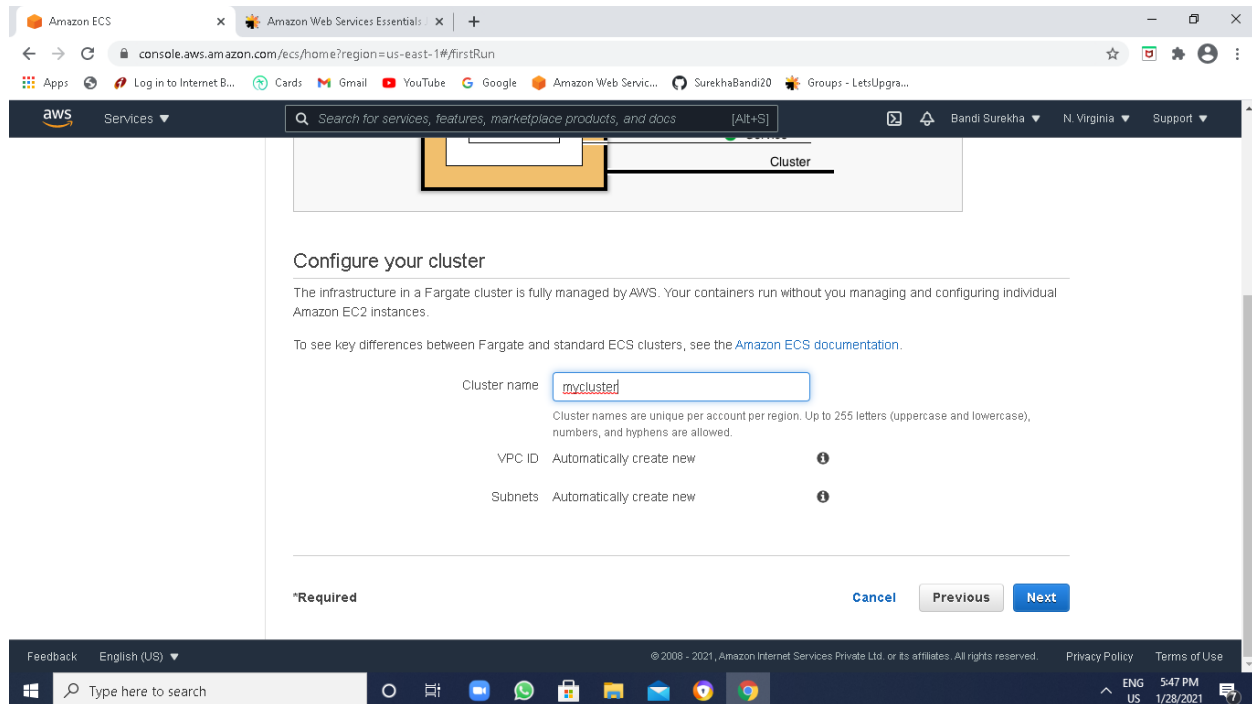 Amazon ECS
Amazon Web Services Essentials
console.aws.amazon.com/ecs/home?region=us-east-1#/firstRun
Apps Log in to Internet B... Cards Gmail YouTube Google Amazon Web Servic... SurekhaBandi20 Groups - LetsUpgra...
aws Services ▼ Search for services, features, marketplace products, and docs [Alt+S] Bandi Surekha ▼ N. Virginia ▼ Support ▼
Service
Cluster
Configure your cluster
The infrastructure in a Fargate cluster is fully managed by AWS. Your containers run without you managing and configuring individual
Amazon EC2 instances.
To see key differences between Fargate and standard ECS clusters, see the Amazon ECS documentation.
Cluster name mycluster
Cluster names are unique per account per region. Up to 255 letters (uppercase and lowercase),
numbers, and hyphens are allowed.
VPC ID Automatically create new
Subnets Automatically create new
*Required Cancel Previous Next
Feedback English (US) ▼ © 2008 - 2021, Amazon Internet Services Private Ltd. or its affiliates. All rights reserved. Privacy Policy Terms of Use
Type here to search ENG 5:47 PM
US 1/28/2021 7